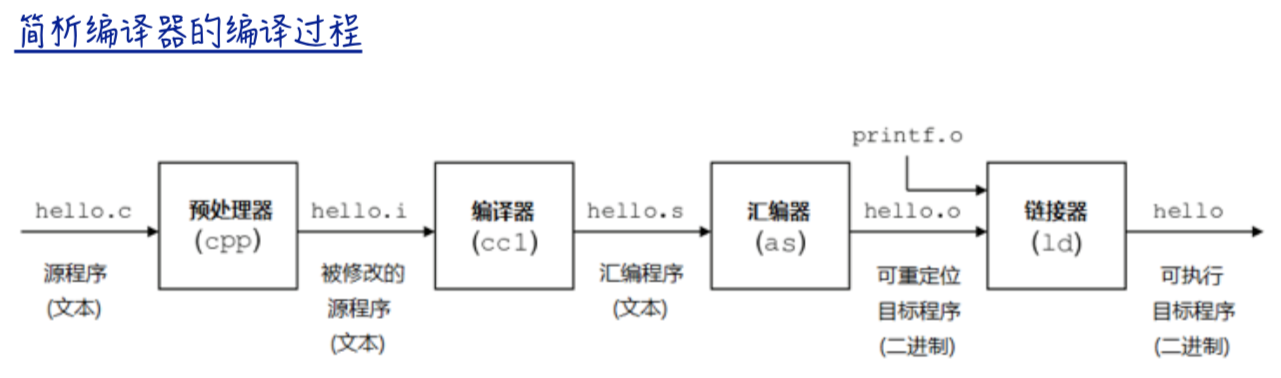 简析编译器的编译过程
printf.o
hello.c
预处理器
(cpp)
hello.i
编译器
(cc1)
hello.s
汇编器
(as)
hello.o
链接器
(ld)
hello
源程序
(文本)
被修改的
源程序
(文本)
汇编程序
(文本)
可重定位
目标程序
(二进制)
可执行
目标程序
(二进制)